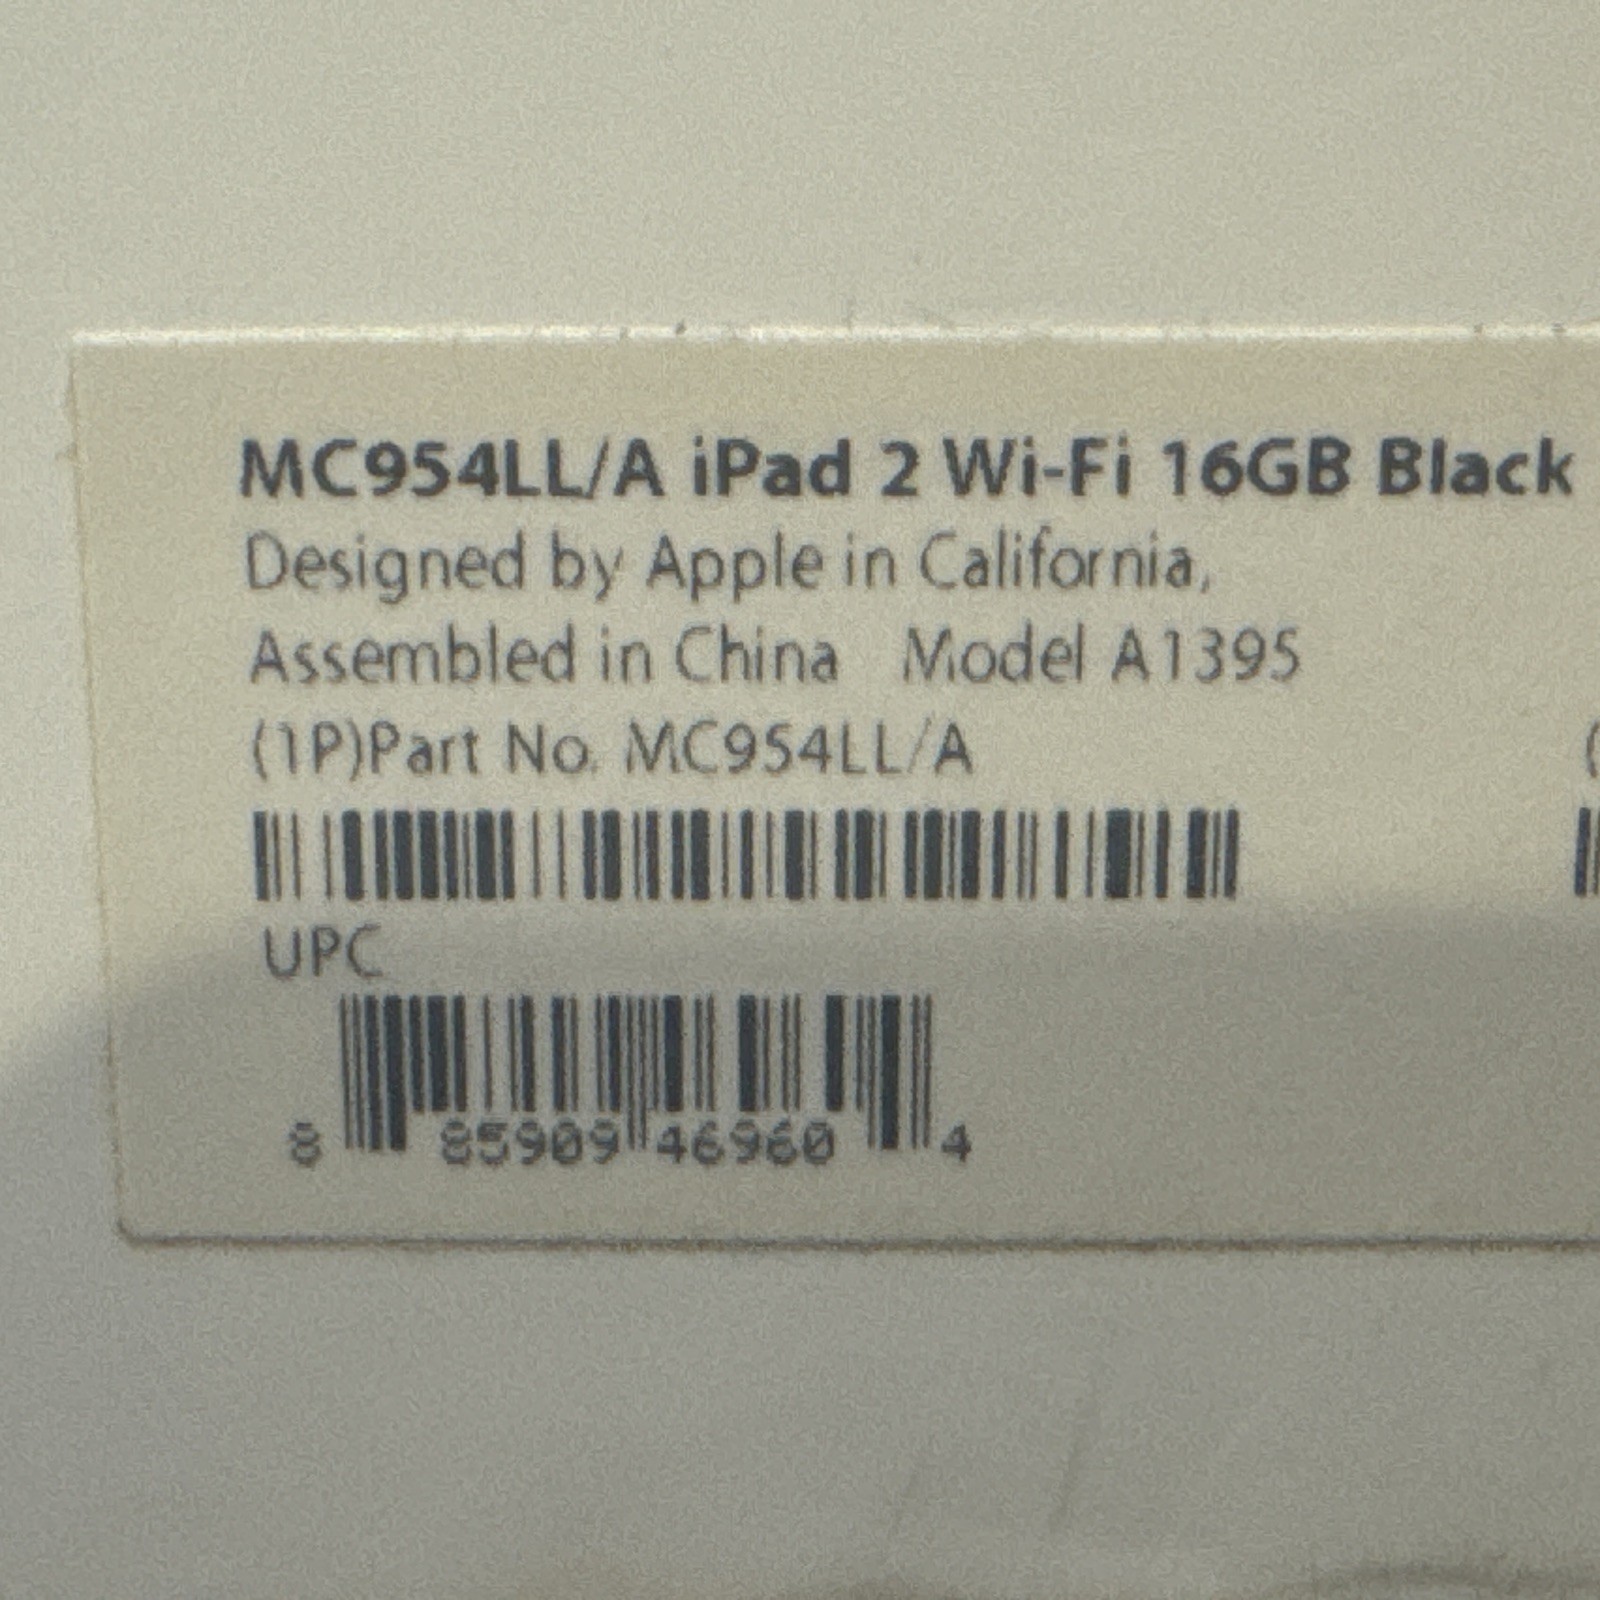 MC954LL/A iPad 2 Wi-Fi 16GB Black
Designed by Apple in California,
Assembled in China Model A1395
(1P)Part No. MC954LL/A
(
UPC
8 85909 46960 4